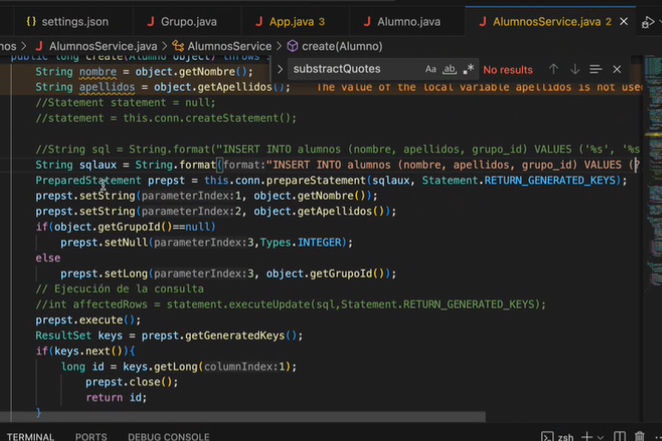 settings.json
Grupo.java
App.java 3
Alumno.java
AlumnosService.java 2
nos > AlumnosService.java > AlumnosService > create(Alumno)
substractQuotes
Aa ab .* No results
public long create(Alumno object) throws
String nombre = object.getNombre();
String apellidos = object.getApellidos(); The value of the local variable apellidos is not used
//Statement statement = null;
//statement = this.conn.createStatement();
//String sql = String.format("INSERT INTO alumnos (nombre, apellidos, grupo_id) VALUES ('%s', '%s
String sqlaux = String.format(format:"INSERT INTO alumnos (nombre, apellidos, grupo_id) VALUES (?
PreparedStatement prepst = this.conn.prepareStatement(sqlaux, Statement.RETURN_GENERATED_KEYS);
prepst.setString(parameterIndex:1, object.getNombre());
prepst.setString(parameterIndex:2, object.getApellidos());
if(object.getGrupoId()==null)
prepst.setNull(parameterIndex:3,Types.INTEGER);
else
prepst.setLong(parameterIndex:3, object.getGrupoId());
// Ejecución de la consulta
//int affectedRows = statement.executeUpdate(sql,Statement.RETURN_GENERATED_KEYS);
prepst.execute();
ResultSet keys = prepst.getGeneratedKeys();
if(keys.next()){
long id = keys.getLong(columnIndex:1);
prepst.close();
return id;
}
TERMINAL PORTS DEBUG CONSOLE zsh